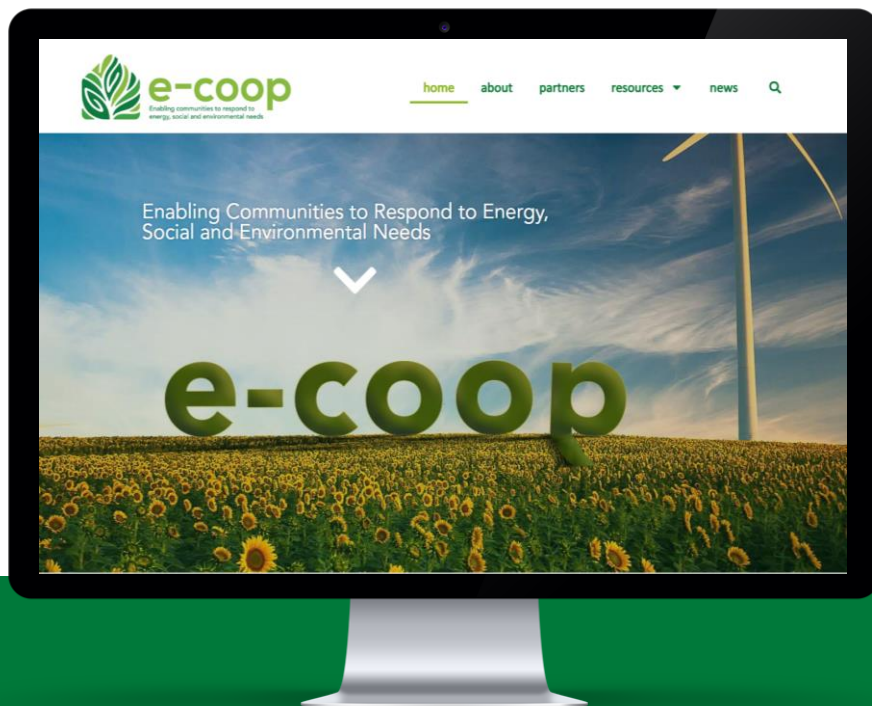 e-coop
Enabling communities to respond to
energy, social and environmental needs
home about partners resources news
Enabling Communities to Respond to Energy,
Social and Environmental Needs
e-coop